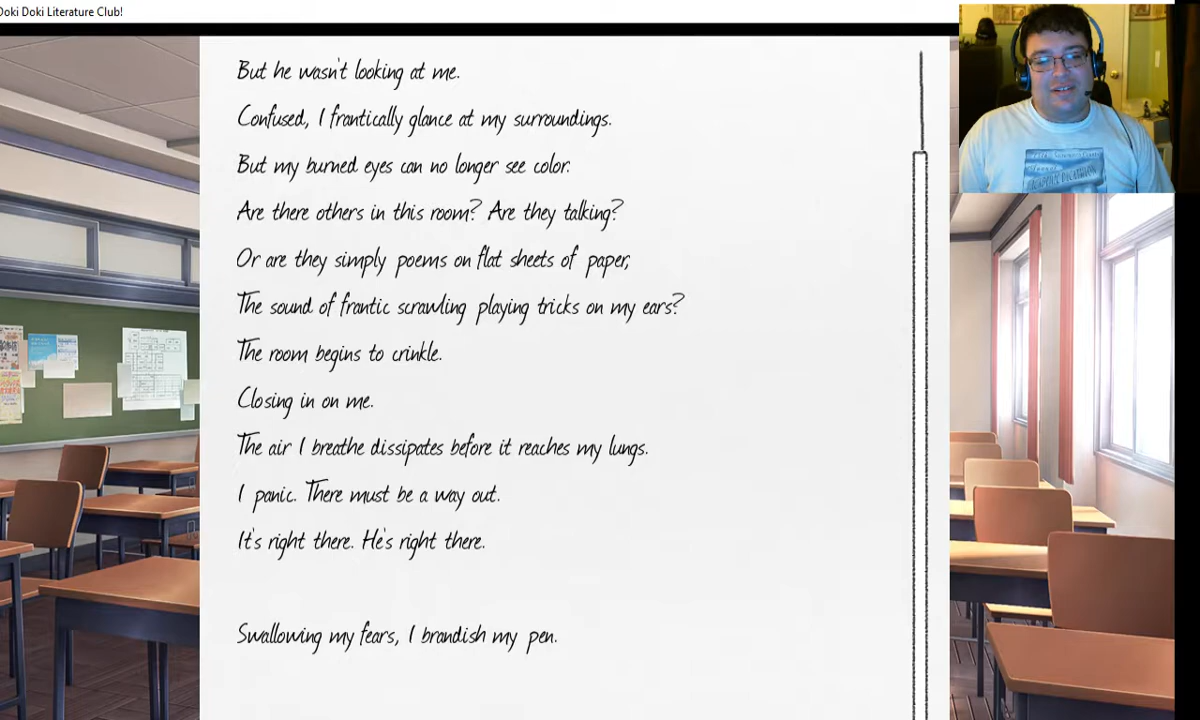 Doki Doki Literature Club!
But he wasn't looking at me.
Confused, I frantically glance at my surroundings.
But my burned eyes can no longer see color.
Are there others in this room? Are they talking?
Or are they simply poems on flat sheets of paper,
The sound of frantic scrawling playing tricks on my ears?
The room begins to crinkle.
Closing in on me.
The air I breathe dissipates before it reaches my lungs.
I panic. There must be a way out.
It's right there. He's right there.
Swallowing my fears, I brandish my pen.